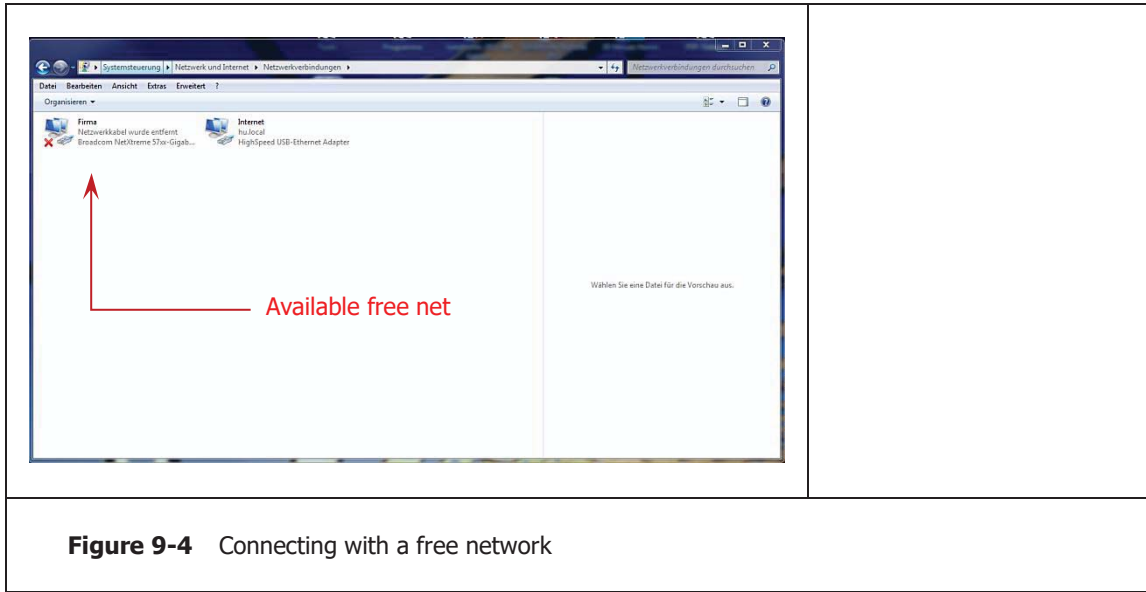 Systemsteuerung ▸ Netzwerk und Internet ▸ Netzwerkverbindungen ▸
Netzwerkverbindungen durchsuchen
Datei Bearbeiten Ansicht Extras Erweitert ?
Organisieren
Firma
Netzwerkkabel wurde entfernt
Broadcom NetXtreme 57xx-Gigab...
Internet
hu.local
HighSpeed USB-Ethernet Adapter
Wählen Sie eine Datei für die Vorschau aus.
Available free net
Figure 9-4 Connecting with a free network